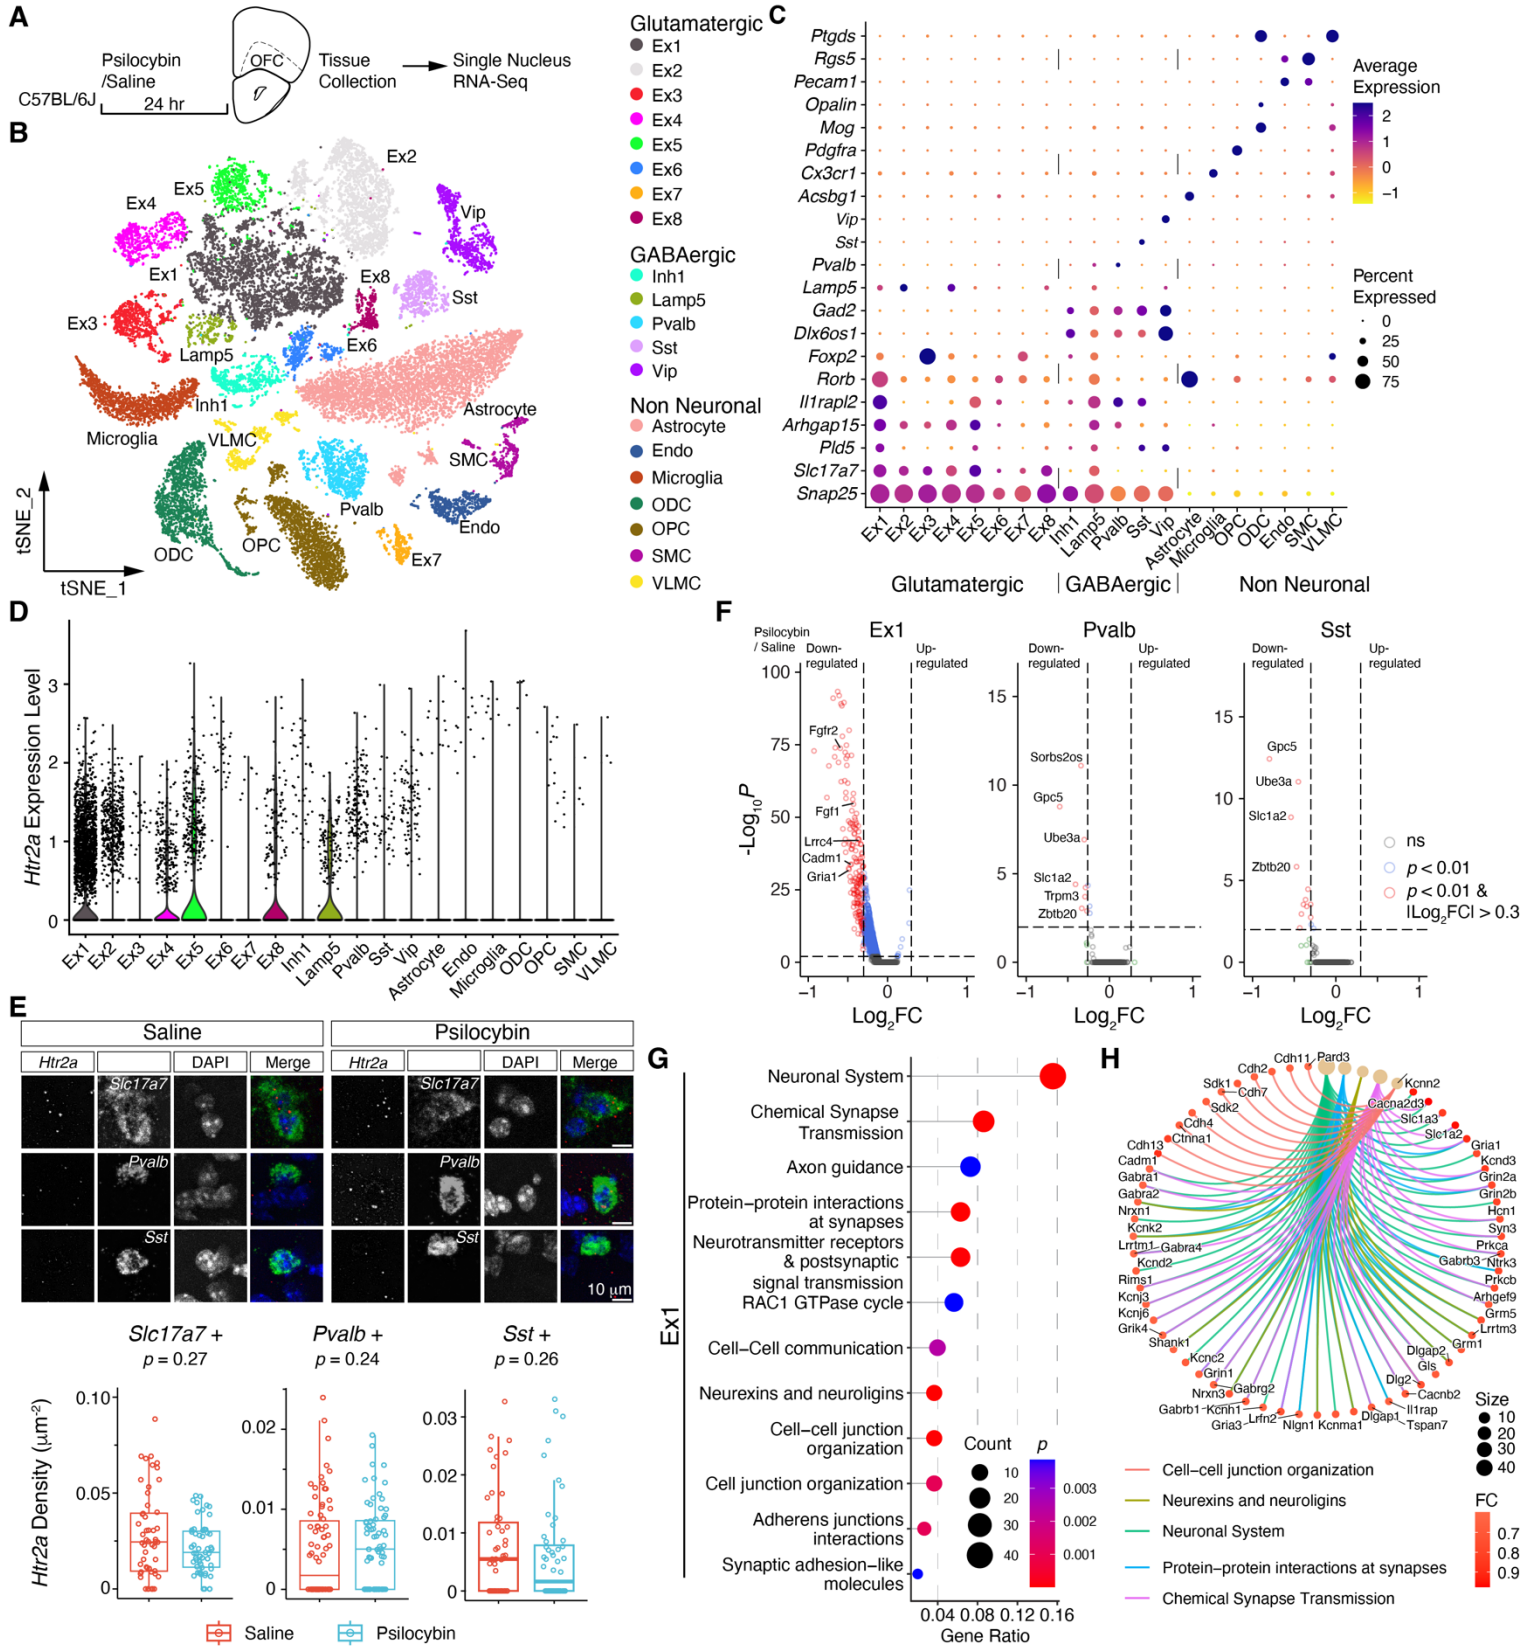 A
Psilocybin
/Saline
C57BL/6J
24 hr
OFC
Tissue
Collection
Single Nucleus
RNA-Seq
B
Ex2
Ex5
Ex4
Vip
Ex1
Ex8
Sst
Ex3
Ex6
Lamp5
Inh1
Astrocyte
Microglia
VLMC
SMC
Pvalb
Endo
ODC
OPC
Ex7
tSNE_2
tSNE_1
Glutamatergic
Ex1
Ex2
Ex3
Ex4
Ex5
Ex6
Ex7
Ex8
GABAergic
Inh1
Lamp5
Pvalb
Sst
Vip
Non Neuronal
Astrocyte
Endo
Microglia
ODC
OPC
SMC
VLMC
C
Ptgds
Rgs5
Pecam1
Opalin
Mog
Pdgfra
Cx3cr1
Acsbg1
Vip
Sst
Pvalb
Lamp5
Gad2
Dlx6os1
Foxp2
Rorb
Il1rapl2
Arhgap15
Pld5
Slc17a7
Snap25
Ex1
Ex2
Ex3
Ex4
Ex5
Ex6
Ex7
Ex8
Inh1
Lamp5
Pvalb
Sst
Vip
Astrocyte
Microglia
OPC
ODC
Endo
SMC
VLMC
Glutamatergic
GABAergic
Non Neuronal
Average
Expression
2
1
0
−1
Percent
Expressed
0
25
50
75
D
Htr2a Expression Level
3
2
1
0
Ex1
Ex2
Ex3
Ex4
Ex5
Ex6
Ex7
Ex8
Inh1
Lamp5
Pvalb
Sst
Vip
Astrocyte
Endo
Microglia
ODC
OPC
SMC
VLMC
E
Saline
Psilocybin
Htr2a
DAPI
Merge
Htr2a
DAPI
Merge
Slc17a7
Slc17a7
Pvalb
Pvalb
Sst
Sst
10 μm
Slc17a7 +
p = 0.27
Pvalb +
p = 0.24
Sst +
p = 0.26
Htr2a Density (μm⁻²)
0.10
0.05
0
0.02
0.01
0
0.03
0.02
0.01
0
Saline
Psilocybin
F
Psilocybin
/ Saline
Ex1
Down-
regulated
Up-
regulated
-Log₁₀P
100
75
50
25
0
Fgfr2
Fgf1
Lrrc4
Cadm1
Gria1
−1
0
1
Log₂FC
Pvalb
Down-
regulated
Up-
regulated
15
10
5
0
Sorbs2os
Gpc5
Ube3a
Slc1a2
Trpm3
Zbtb20
−1
0
1
Log₂FC
Sst
Down-
regulated
Up-
regulated
15
10
5
0
Gpc5
Ube3a
Slc1a2
Zbtb20
−1
0
1
Log₂FC
ns
p < 0.01
p < 0.01 &
|Log₂FC| > 0.3
G
Ex1
Neuronal System
Chemical Synapse
Transmission
Axon guidance
Protein−protein interactions
at synapses
Neurotransmitter receptors
& postsynaptic
signal transmission
RAC1 GTPase cycle
Cell−Cell communication
Neurexins and neuroligins
Cell−cell junction
organization
Cell junction organization
Adherens junctions
interactions
Synaptic adhesion−like
molecules
0.04
0.08
0.12
0.16
Gene Ratio
Count
10
20
30
40
p
0.003
0.002
0.001
H
Cdh11
Pard3
Cdh2
Sdk1
Cdh7
Sdk2
Cdh4
Ctnna1
Cdh13
Cadm1
Gabra1
Gabra2
Nrxn1
Kcnk2
Lrrtm1
Gabra4
Kcnd2
Rims1
Kcnj3
Kcnj6
Grik4
Shank1
Kcnc2
Grin1
Nrxn3
Gabrg2
Gabrb1
Kcnh1
Gria3
Lrfn2
Nlgn1
Kcnma1
Dlgap1
Tspan7
Il1rap
Cacnb2
Dlg2
Gls
Dlgap2
Grm1
Lrrtm3
Grm5
Arhgef9
Prkcb
Ntrk3
Gabrb3
Prkca
Syn3
Hcn1
Grin2b
Grin2a
Kcnd3
Gria1
Slc1a2
Slc1a3
Cacna2d3
Kcnn2
Cell−cell junction organization
Neurexins and neuroligins
Neuronal System
Protein−protein interactions at synapses
Chemical Synapse Transmission
Size
10
20
30
40
FC
0.7
0.8
0.9